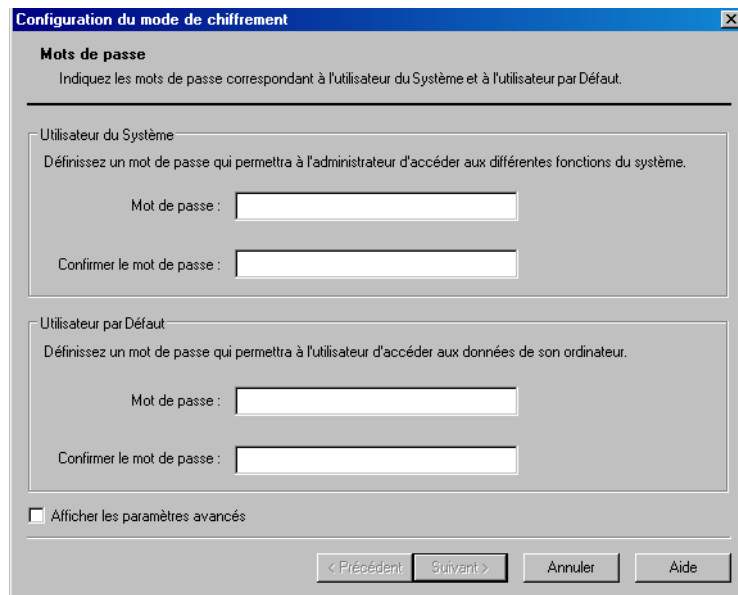 Configuration du mode de chiffrement
Mots de passe
Indiquez les mots de passe correspondant à l'utilisateur du Système et à l'utilisateur par Défaut.
Utilisateur du Système
Définissez un mot de passe qui permettra à l'administrateur d'accéder aux différentes fonctions du système.
Mot de passe :
Confirmer le mot de passe :
Utilisateur par Défaut
Définissez un mot de passe qui permettra à l'utilisateur d'accéder aux données de son ordinateur.
Mot de passe :
Confirmer le mot de passe :
Afficher les paramètres avancés
< Précédent Suivant > Annuler Aide